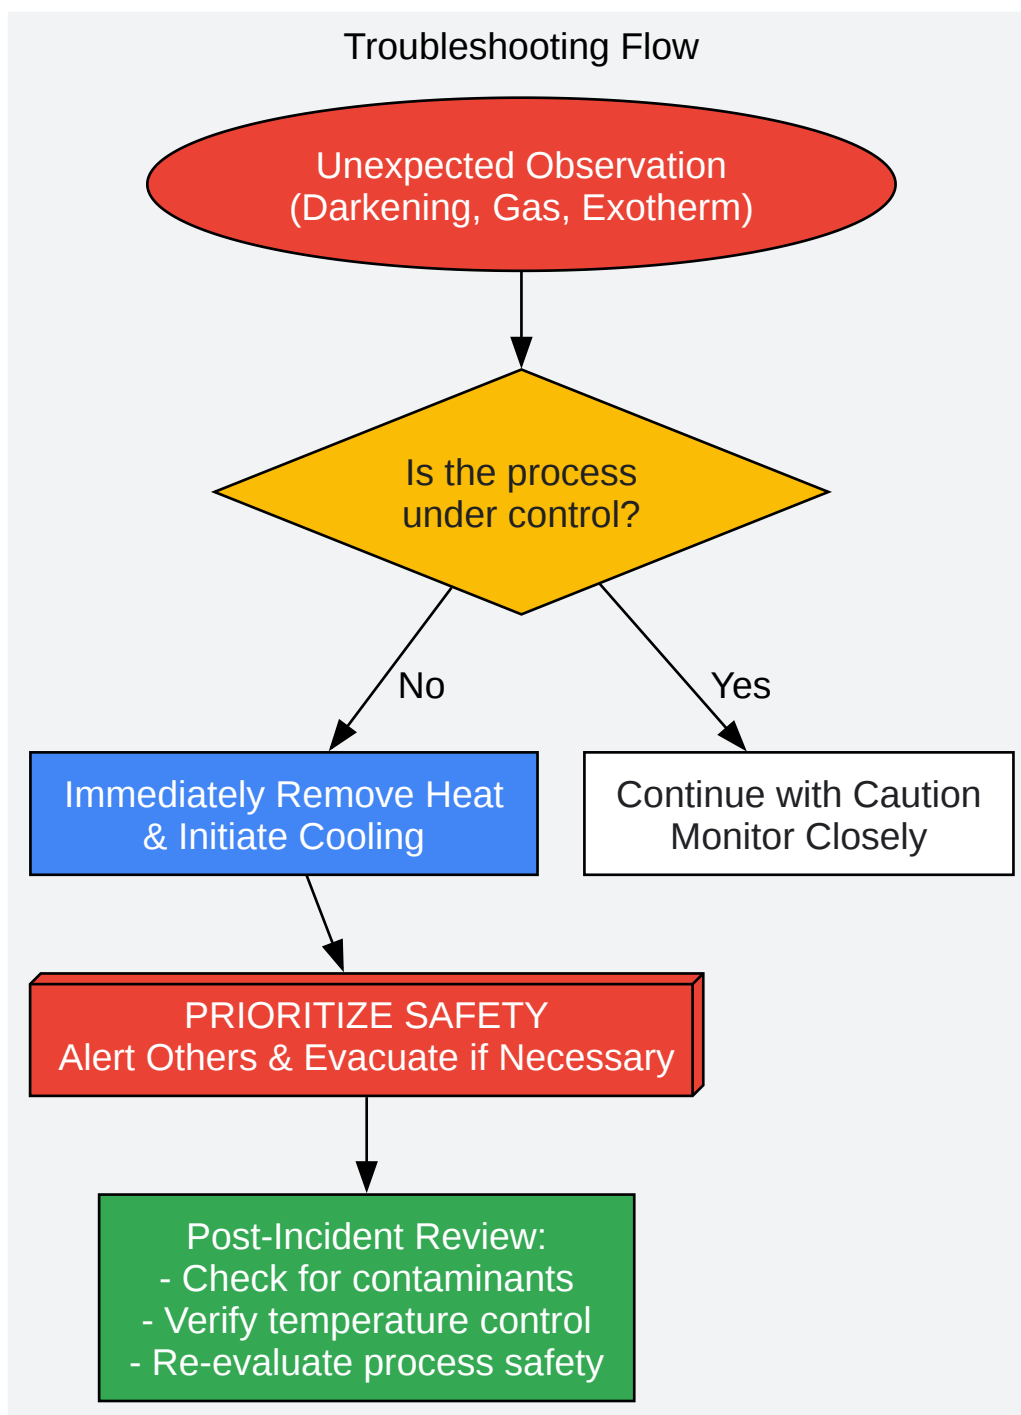 Troubleshooting Flow
Unexpected Observation
(Darkening, Gas, Exotherm)
Is the process
under control?
No
Yes
Immediately Remove Heat
& Initiate Cooling
Continue with Caution
Monitor Closely
PRIORITIZE SAFETY
Alert Others & Evacuate if Necessary
Post-Incident Review:
- Check for contaminants
- Verify temperature control
- Re-evaluate process safety